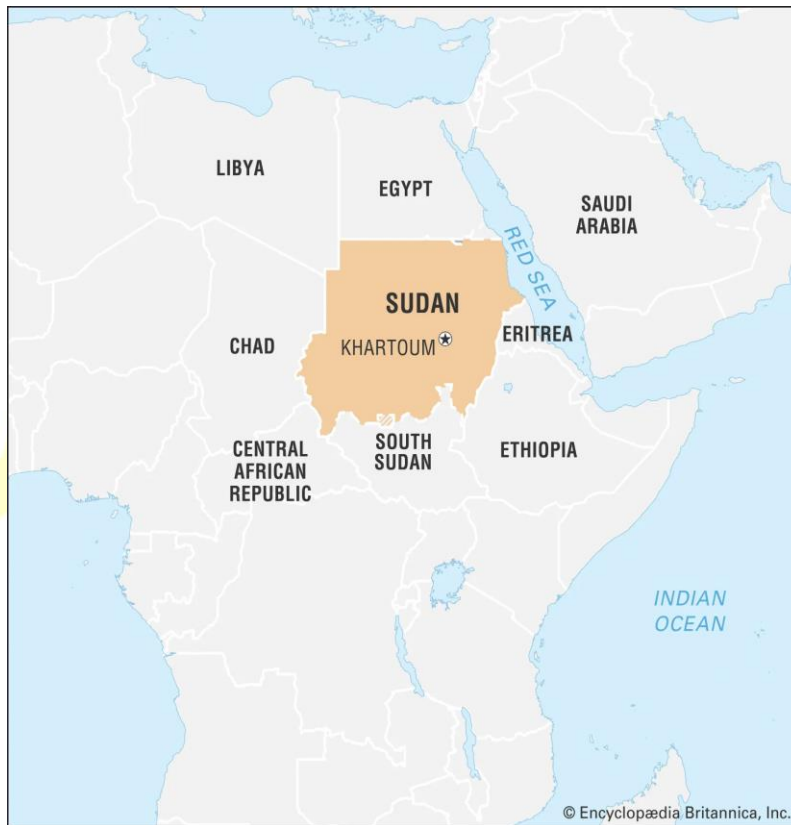 LIBYA
EGYPT
SAUDI
ARABIA
RED SEA
SUDAN
KHARTOUM
ERITREA
CHAD
CENTRAL
AFRICAN
REPUBLIC
SOUTH
SUDAN
ETHIOPIA
INDIAN
OCEAN
© Encyclopædia Britannica, Inc.